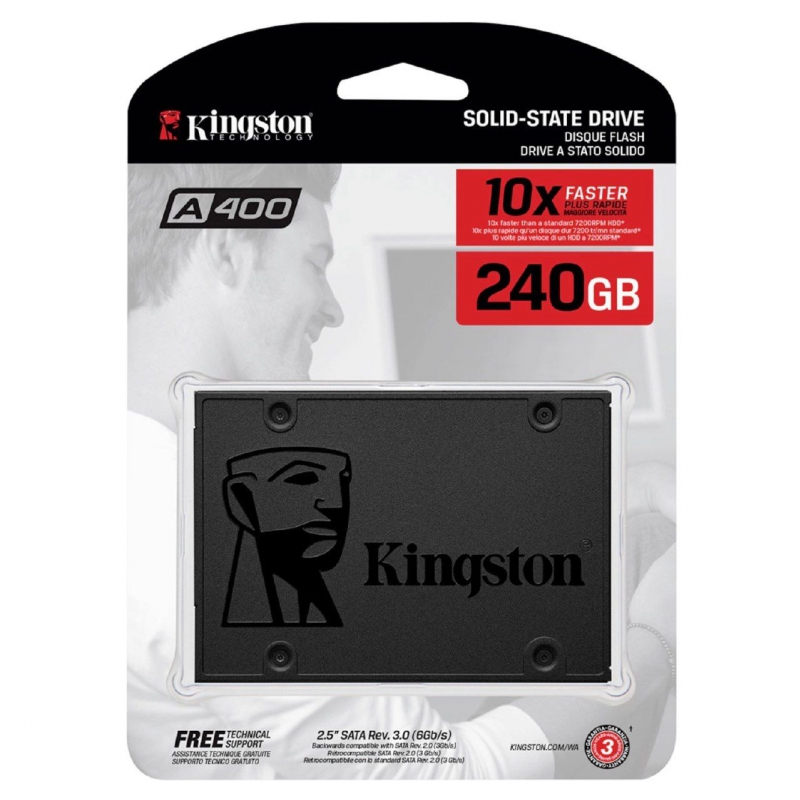 Kingston
TECHNOLOGY
SOLID-STATE DRIVE
DISQUE FLASH
DRIVE A STATO SOLIDO
A400
10x FASTER
PLUS RAPIDE
MAGGIORE VELOCITÀ
10x faster than a standard 7200RPM HDD*
10x plus rapide qu'un disque dur 7200 tr/mn standard*
10 volte più veloce di un HDD a 7200RPM*
240GB
Kingston
FREE TECHNICAL SUPPORT
ASSISTANCE TECHNIQUE GRATUITE
SUPPORTO TECNICO GRATUITO
2.5" SATA Rev. 3.0 (6Gb/s)
Backwards compatible with SATA Rev. 2.0 (3Gb/s)
Rétrocompatible SATA Rev. 2.0 (3 Gb/s)
Retrocompatibile con lo standard SATA Rev. 2.0 (3 Gb/s)
KINGSTON.COM/WA
3
†